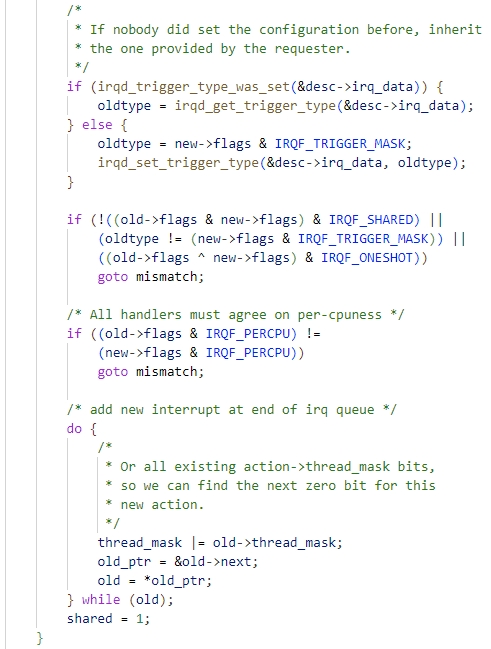 /*
 * If nobody did set the configuration before, inherit
 * the one provided by the requester.
 */
if (irqd_trigger_type_was_set(&desc->irq_data)) {
    oldtype = irqd_get_trigger_type(&desc->irq_data);
} else {
    oldtype = new->flags & IRQF_TRIGGER_MASK;
    irqd_set_trigger_type(&desc->irq_data, oldtype);
}

if (!((old->flags & new->flags) & IRQF_SHARED) ||
    (oldtype != (new->flags & IRQF_TRIGGER_MASK)) ||
    ((old->flags ^ new->flags) & IRQF_ONESHOT))
    goto mismatch;

/* All handlers must agree on per-cpuness */
if ((old->flags & IRQF_PERCPU) !=
    (new->flags & IRQF_PERCPU))
    goto mismatch;

/* add new interrupt at end of irq queue */
do {
    /*
     * Or all existing action->thread_mask bits,
     * so we can find the next zero bit for this
     * new action.
     */
    thread_mask |= old->thread_mask;
    old_ptr = &old->next;
    old = *old_ptr;
} while (old);
shared = 1;
}